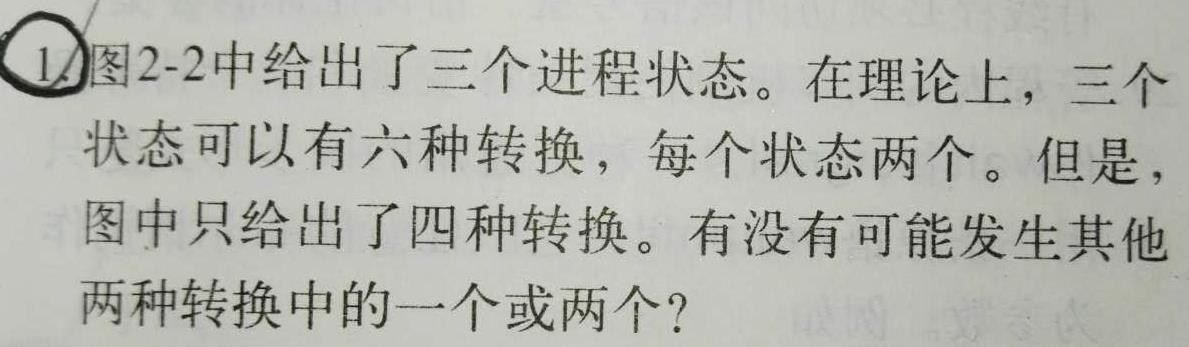 1.图2-2中给出了三个进程状态。在理论上，三个
状态可以有六种转换，每个状态两个。但是，
图中只给出了四种转换。有没有可能发生其他
两种转换中的一个或两个？